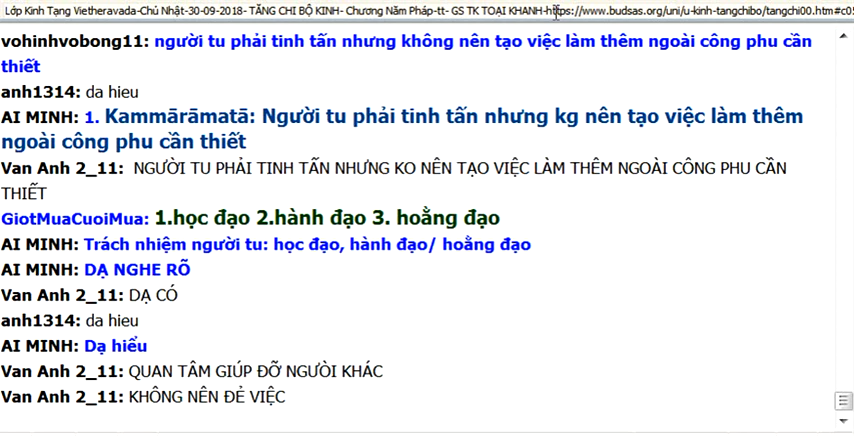 Lớp Kinh Tạng Vietheravada-Chủ Nhật-30-09-2018- TĂNG CHI BỘ KINH- Chương Năm Pháp-tt- GS TK TOẠI KHANH-https://www.budsas.org/uni/u-kinh-tangchibo/tangchi00.htm#c05
vohinhvobong11: người tu phải tinh tấn nhưng không nên tạo việc làm thêm ngoài công phu cần
thiết
anh1314: da hieu
AI MINH: 1. Kammārāmatā: Người tu phải tinh tấn nhưng kg nên tạo việc làm thêm
ngoài công phu cần thiết
Van Anh 2_11: NGƯỜI TU PHẢI TINH TẤN NHƯNG KO NÊN TẠO VIỆC LÀM THÊM NGOÀI CÔNG PHU CẦN
THIẾT
GiotMuaCuoiMua: 1.học đạo 2.hành đạo 3. hoằng đạo
AI MINH: Trách nhiệm người tu: học đạo, hành đạo/ hoằng đạo
AI MINH: DẠ NGHE RÕ
Van Anh 2_11: DẠ CÓ
anh1314: da hieu
AI MINH: Dạ hiểu
Van Anh 2_11: QUAN TÂM GIÚP ĐỠ NGƯỜI KHÁC
Van Anh 2_11: KHÔNG NÊN ĐẺ VIỆC